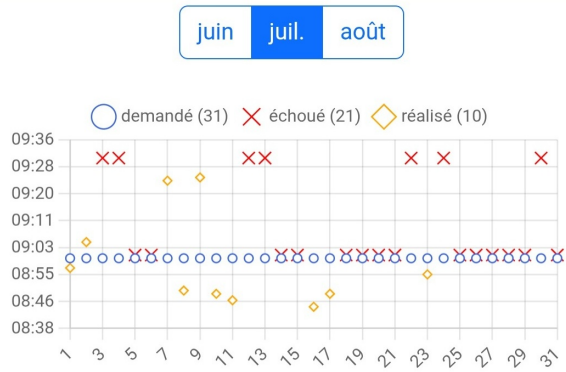 juin juil. août
demandé (31) échoué (21) réalisé (10)
09:36
09:28
09:20
09:11
09:03
08:55
08:46
08:38
1 3 5 7 9 11 13 15 17 19 21 23 25 27 29 31